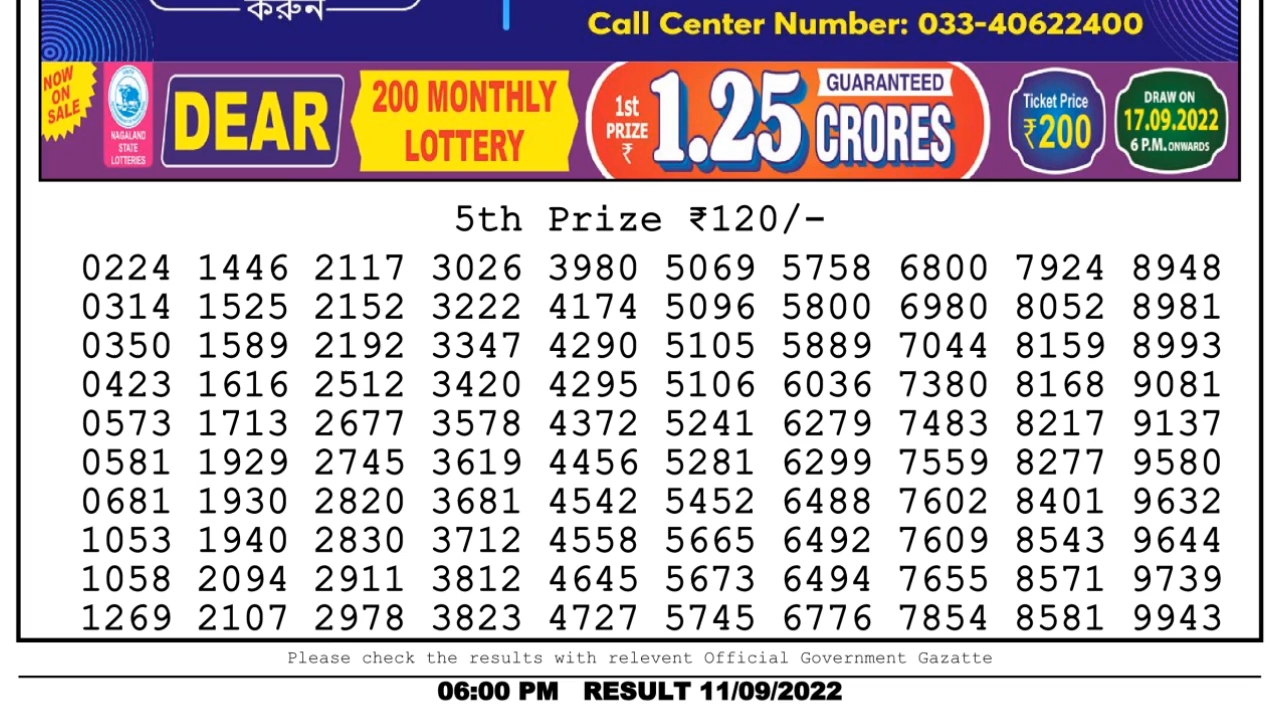 করুন
Call Center Number: 033-40622400
NOW
ON
SALE
NAGALAND
STATE
LOTTERIES
DEAR
200 MONTHLY
LOTTERY
1st
PRIZE
₹
1.25
GUARANTEED
CRORES
Ticket Price
₹200
DRAW ON
17.09.2022
6 P.M. ONWARDS
5th Prize ₹120/-
0224 1446 2117 3026 3980 5069 5758 6800 7924 8948
0314 1525 2152 3222 4174 5096 5800 6980 8052 8981
0350 1589 2192 3347 4290 5105 5889 7044 8159 8993
0423 1616 2512 3420 4295 5106 6036 7380 8168 9081
0573 1713 2677 3578 4372 5241 6279 7483 8217 9137
0581 1929 2745 3619 4456 5281 6299 7559 8277 9580
0681 1930 2820 3681 4542 5452 6488 7602 8401 9632
1053 1940 2830 3712 4558 5665 6492 7609 8543 9644
1058 2094 2911 3812 4645 5673 6494 7655 8571 9739
1269 2107 2978 3823 4727 5745 6776 7854 8581 9943
Please check the results with relevent Official Government Gazatte
06:00 PM RESULT 11/09/2022